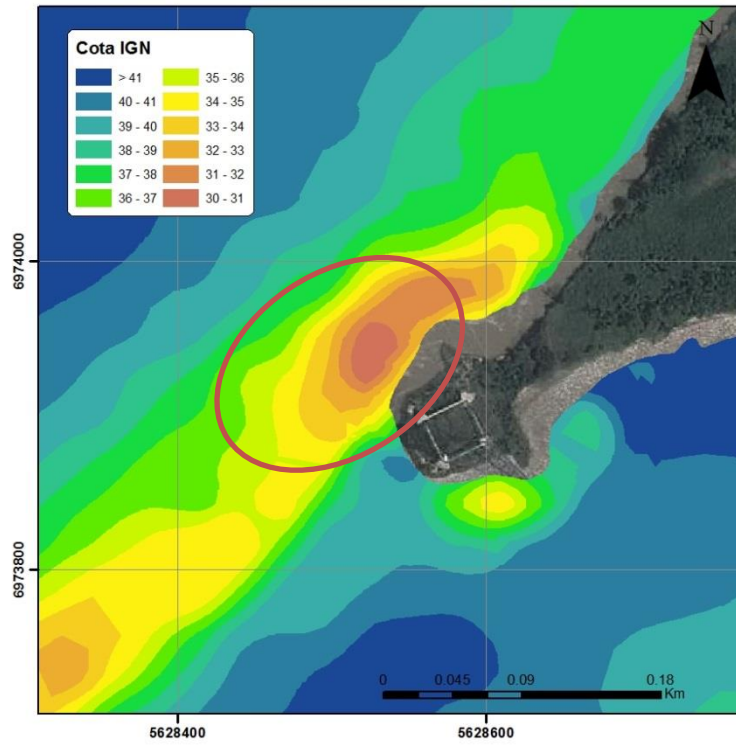 Cota IGN
> 41
40 - 41
39 - 40
38 - 39
37 - 38
36 - 37
35 - 36
34 - 35
33 - 34
32 - 33
31 - 32
30 - 31
N
6974000
6973800
0 0.045 0.09 0.18
Km
5628400 5628600